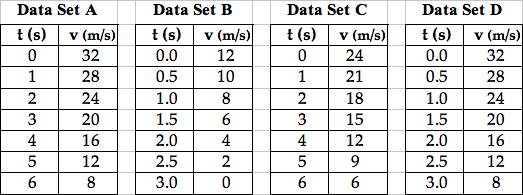 Data Set A Data Set B Data Set C Data Set D
t (s) v (m/s) t (s) v (m/s) t (s) v (m/s) t (s) v (m/s)
0 32 0.0 12 0 24 0.0 32
1 28 0.5 10 1 21 0.5 28
2 24 1.0 8 2 18 1.0 24
3 20 1.5 6 3 15 1.5 20
4 16 2.0 4 4 12 2.0 16
5 12 2.5 2 5 9 2.5 12
6 8 3.0 0 6 6 3.0 8